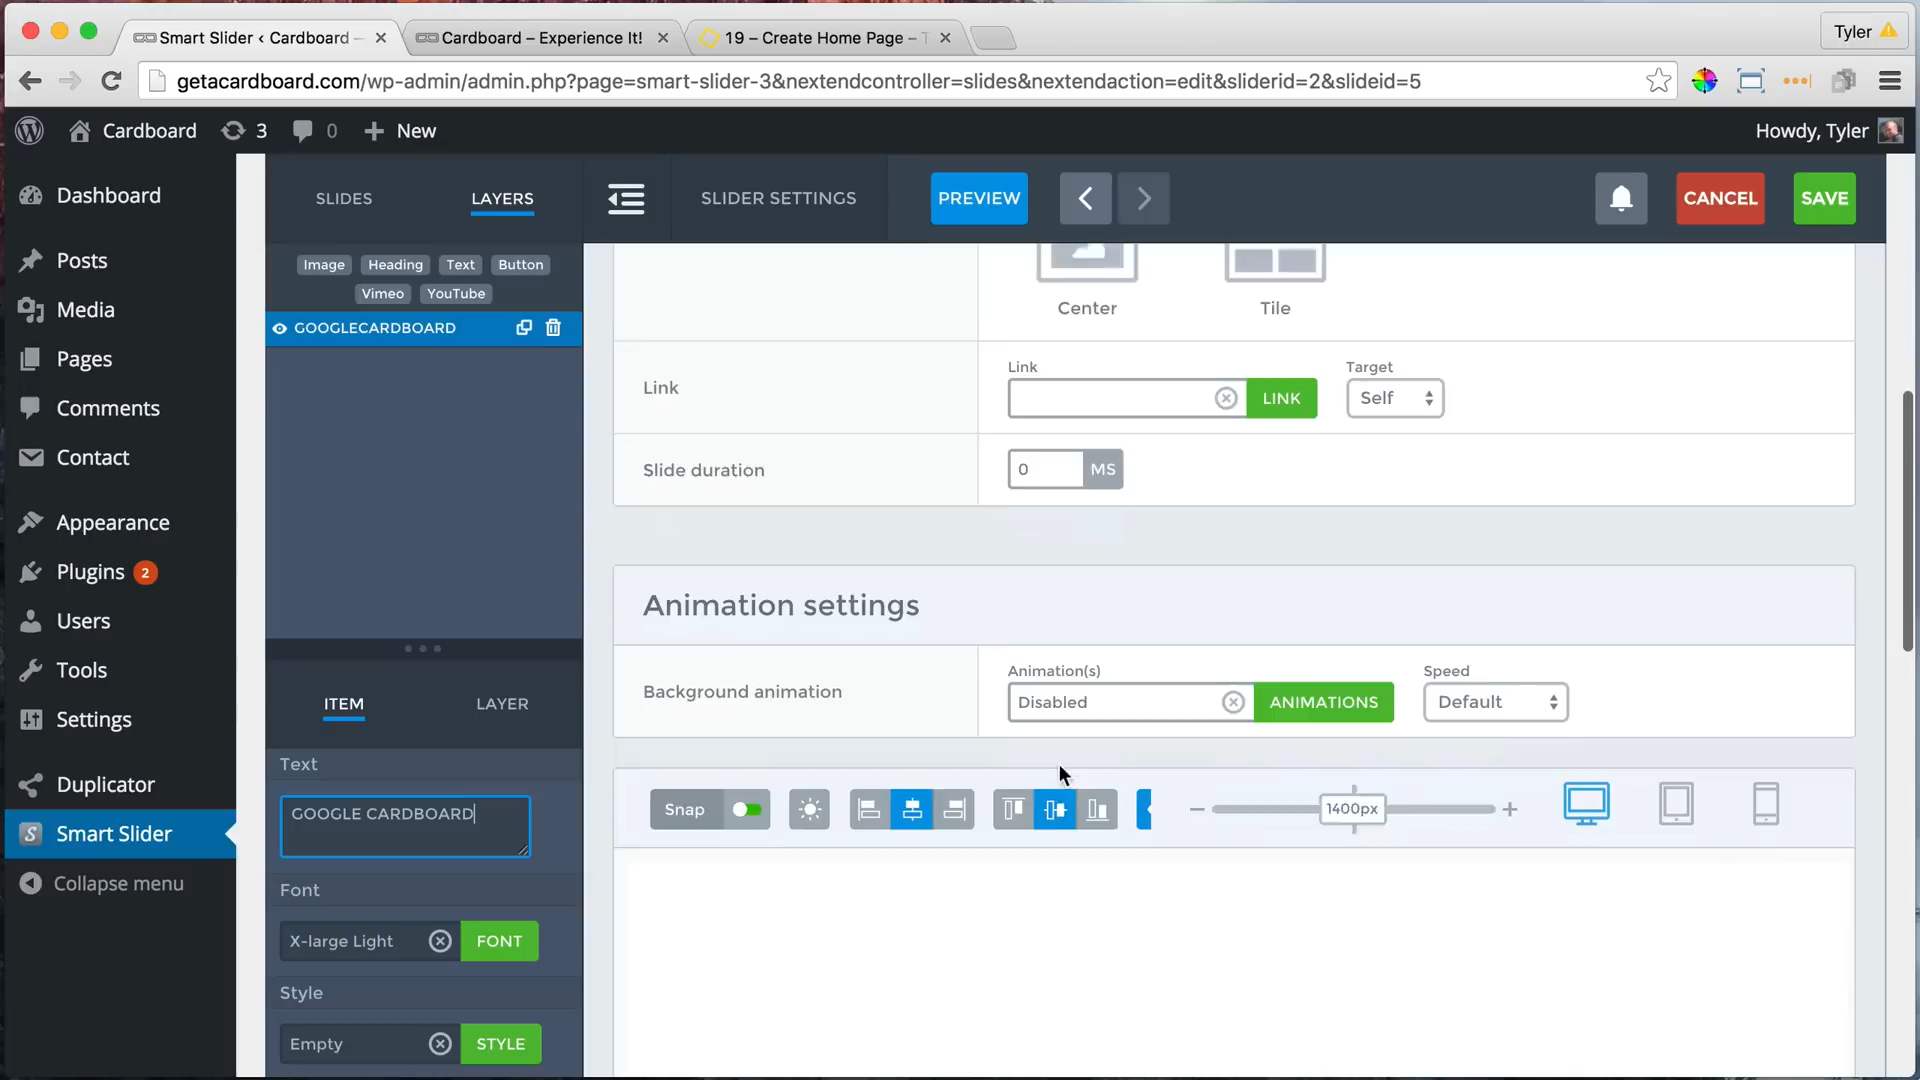 Smart Slider ‹ Cardboard –
Cardboard – Experience It!
19 – Create Home Page – T
Tyler
getacardboard.com/wp-admin/admin.php?page=smart-slider-3&nextendcontroller=slides&nextendaction=edit&sliderid=2&slideid=5
Cardboard
3
0
New
Howdy, Tyler
Dashboard
Posts
Media
Pages
Comments
Contact
Appearance
Plugins 2
Users
Tools
Settings
Duplicator
Smart Slider
Collapse menu
SLIDES
LAYERS
SLIDER SETTINGS
PREVIEW
CANCEL
SAVE
Image
Heading
Text
Button
Vimeo
YouTube
GOOGLECARDBOARD
ITEM
LAYER
Text
GOOGLE CARDBOARD
Font
X-large Light
FONT
Style
Empty
STYLE
Center
Tile
Link
Link
LINK
Target
Self
Slide duration
0
MS
Animation settings
Background animation
Animation(s)
Disabled
ANIMATIONS
Speed
Default
Snap
1400px